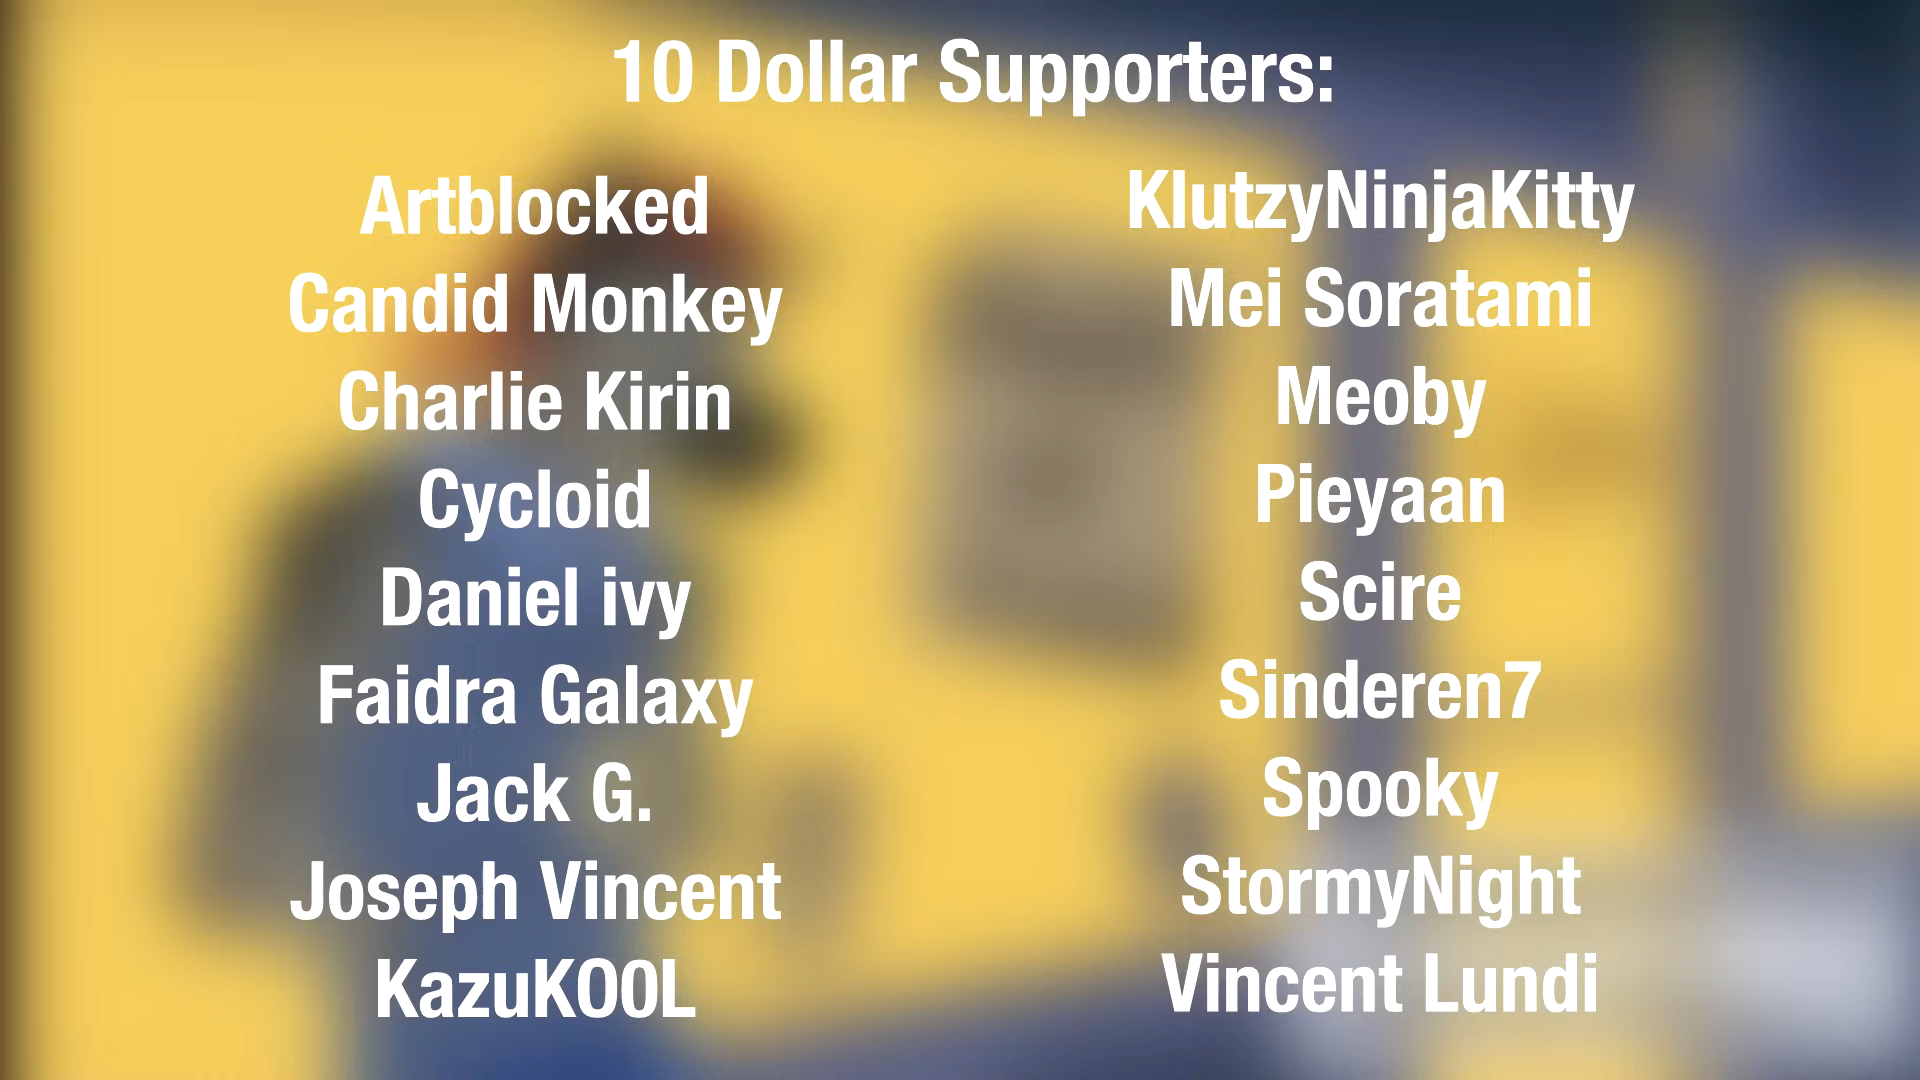 10 Dollar Supporters:
Artblocked
Candid Monkey
Charlie Kirin
Cycloid
Daniel ivy
Faidra Galaxy
Jack G.
Joseph Vincent
KazuKO0L
KlutzyNinjaKitty
Mei Soratami
Meoby
Pieyaan
Scire
Sinderen7
Spooky
StormyNight
Vincent Lundi